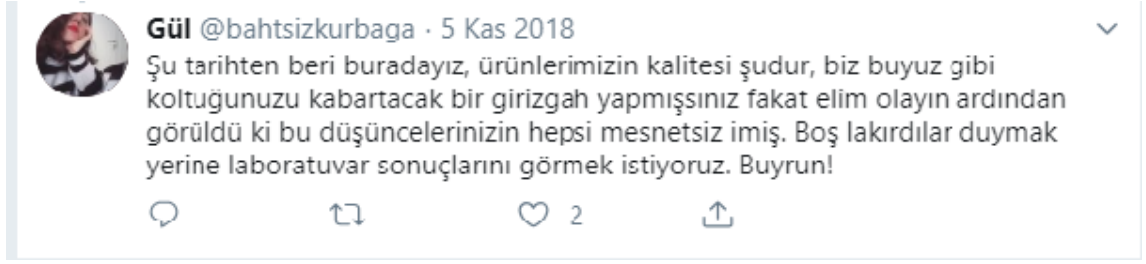 Gül @bahtsizkurbaga · 5 Kas 2018
Şu tarihten beri buradayız, ürünlerimizin kalitesi şudur, biz buyuz gibi
koltuğunuzu kabartacak bir girizgah yapmışsınız fakat elim olayın ardından
görüldü ki bu düşüncelerinizin hepsi mesnetsiz imiş. Boş lakırdılar duymak
yerine laboratuvar sonuçlarını görmek istiyoruz. Buyrun!
2